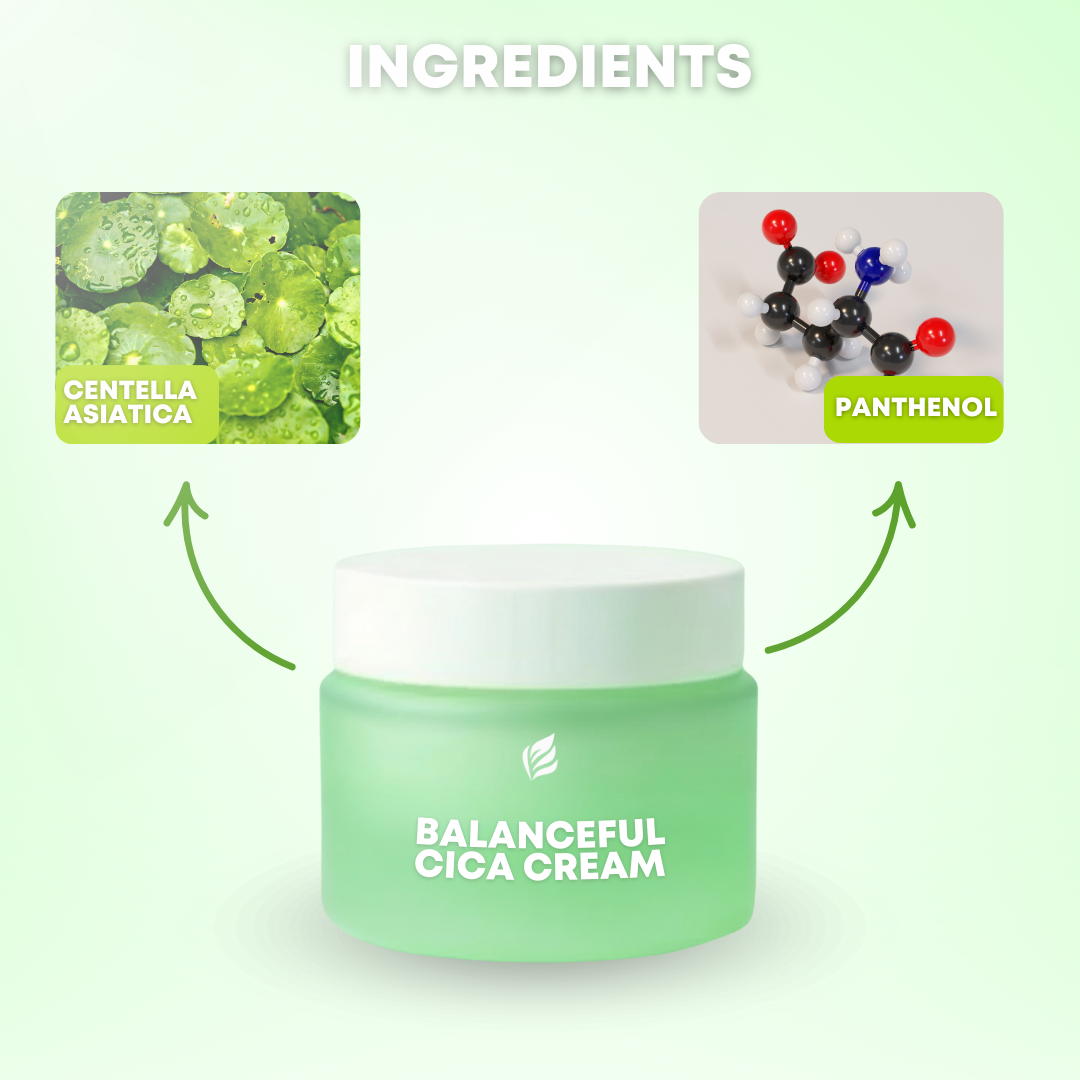 INGREDIENTS
CENTELLA
ASIATICA
PANTHENOL
BALANCEFUL
CICA CREAM